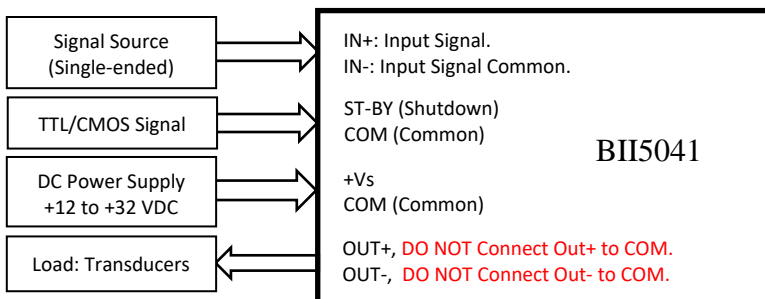 Signal Source
(Single-ended)
IN+: Input Signal.
IN-: Input Signal Common.
TTL/CMOS Signal
ST-BY (Shutdown)
COM (Common)
BII5041
DC Power Supply
+12 to +32 VDC
+Vs
COM (Common)
Load: Transducers
OUT+, DO NOT Connect Out+ to COM.
OUT-, DO NOT Connect Out- to COM.